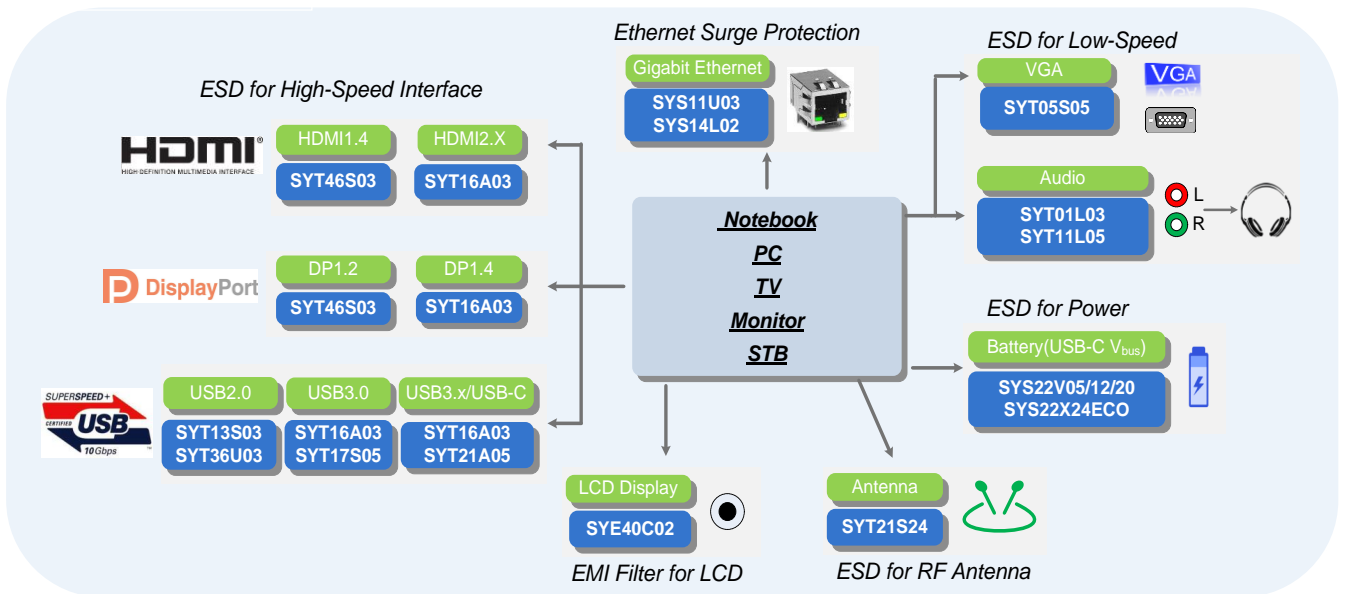 Ethernet Surge Protection
Gigabit Ethernet
SYS11U03
SYS14L02
ESD for Low-Speed
VGA
SYT05S05
VGA
Audio
SYT01L03
SYT11L05
L
R
ESD for High-Speed Interface
HDMI®
HIGH-DEFINITION MULTIMEDIA INTERFACE
HDMI1.4
SYT46S03
HDMI2.X
SYT16A03
DisplayPort
DP1.2
SYT46S03
DP1.4
SYT16A03
SUPERSPEED+
CERTIFIED USB
10 Gbps
™
USB2.0
SYT13S03
SYT36U03
USB3.0
SYT16A03
SYT17S05
USB3.x/USB-C
SYT16A03
SYT21A05
Notebook
PC
TV
Monitor
STB
ESD for Power
Battery(USB-C Vbus)
SYS22V05/12/20
SYS22X24ECO
LCD Display
SYE40C02
EMI Filter for LCD
Antenna
SYT21S24
ESD for RF Antenna